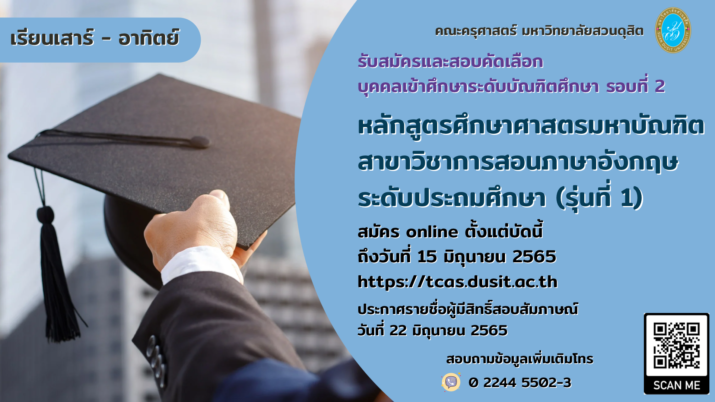 เรียนเสาร์ - อาทิตย์
คณะครุศาสตร์ มหาวิทยาลัยสวนดุสิต
รับสมัครและสอบคัดเลือก
บุคคลเข้าศึกษาระดับบัณฑิตศึกษา รอบที่ 2
หลักสูตรศึกษาศาสตรมหาบัณฑิต
สาขาวิชาการสอนภาษาอังกฤษ
ระดับประถมศึกษา (รุ่นที่ 1)
สมัคร online ตั้งแต่บัดนี้
ถึงวันที่ 15 มิถุนายน 2565
https://tcas.dusit.ac.th
ประกาศรายชื่อผู้มีสิทธิ์สอบสัมภาษณ์
วันที่ 22 มิถุนายน 2565
สอบถามข้อมูลเพิ่มเติมโทร
0 2244 5502-3
SCAN ME